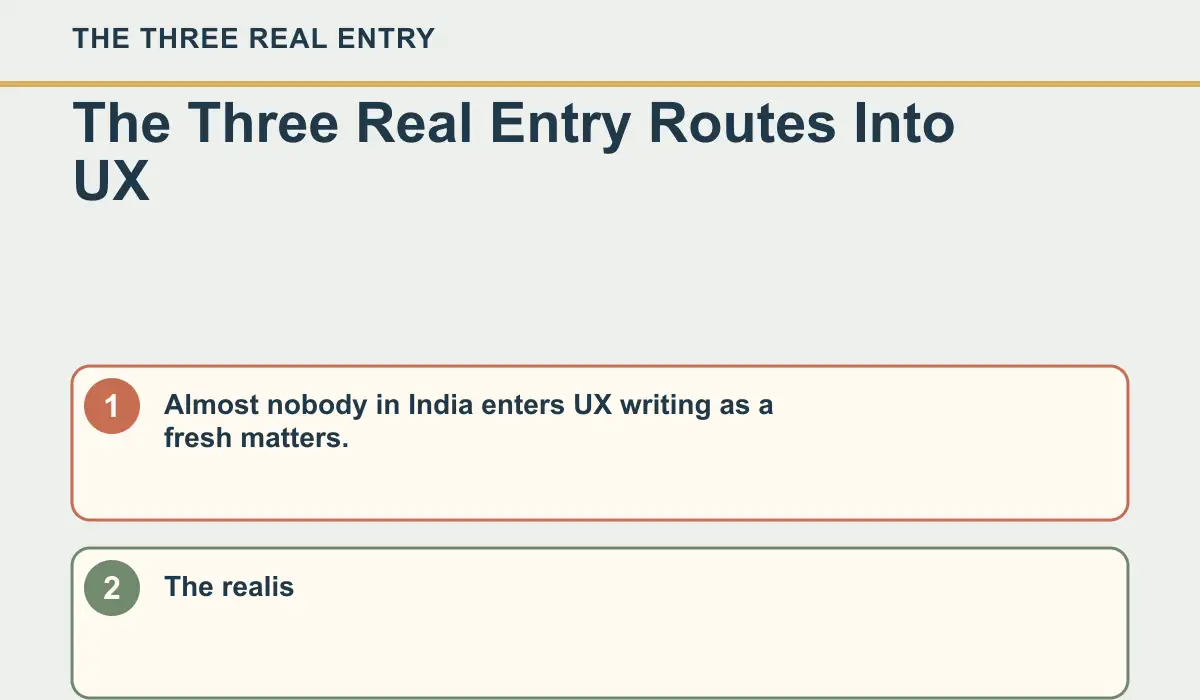 THE THREE REAL ENTRY
The Three Real Entry Routes Into
UX
1
Almost nobody in India enters UX writing as a
fresh matters.
2
The realis